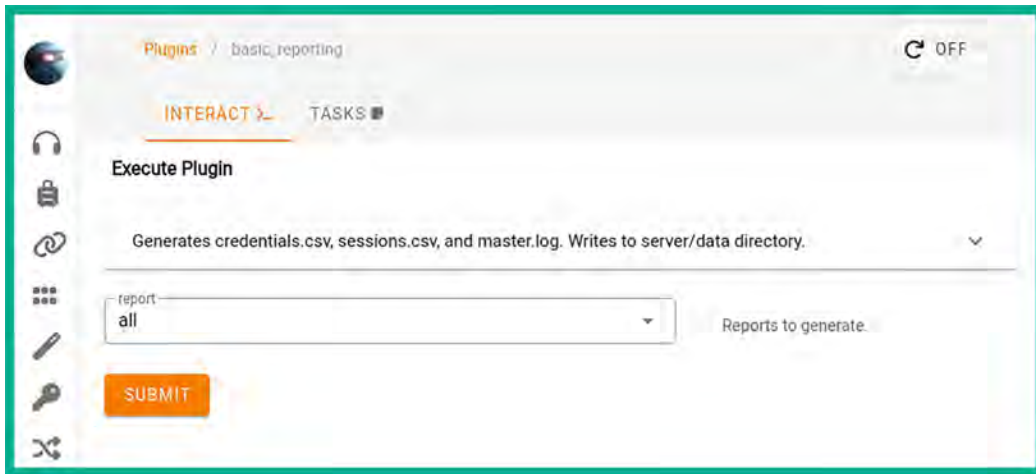 Plugins / basic_reporting
OFF
INTERACT
TASKS
Execute Plugin
Generates credentials.csv, sessions.csv, and master.log. Writes to server/data directory.
report
all
Reports to generate.
SUBMIT